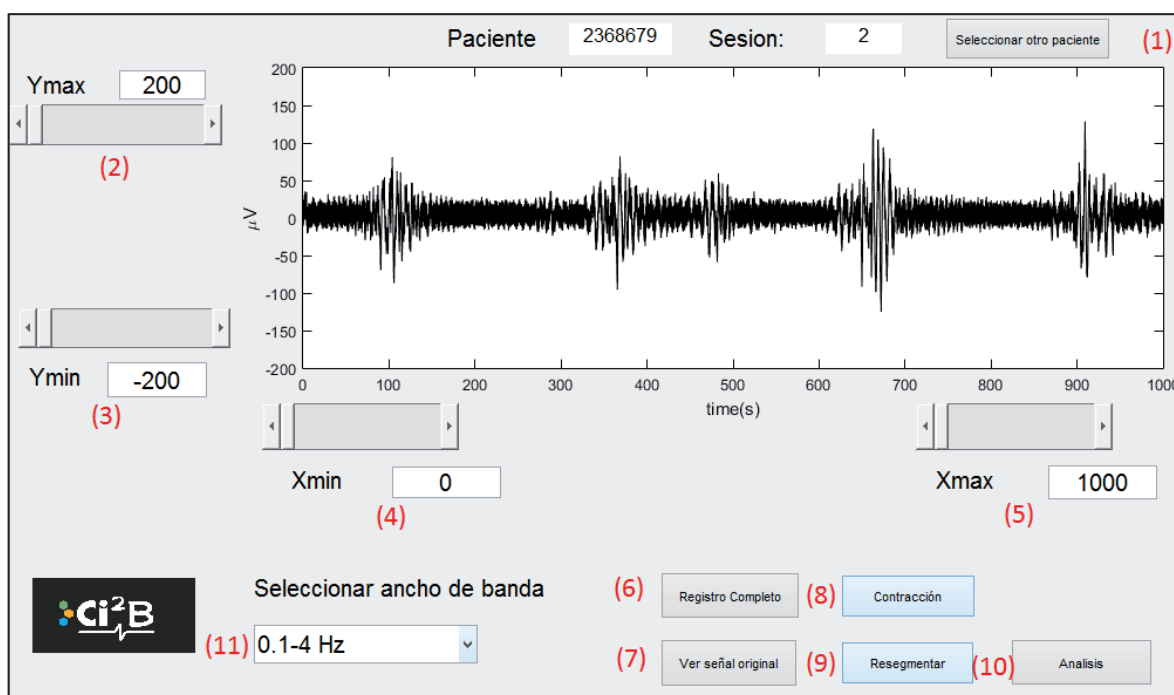 Paciente 2368679 Sesion: 2 Seleccionar otro paciente (1)
Ymax 200
(2)
200
150
100
50
0
-50
-100
-150
-200
µV
Ymin -200
(3)
0 100 200 300 400 500 600 700 800 900 1000
time(s)
Xmin 0
(4)
Xmax 1000
(5)
Ci²B
Seleccionar ancho de banda
(11) 0.1-4 Hz
(6) Registro Completo
(8) Contracción
(7) Ver señal original
(9) Resegmentar
(10) Analisis